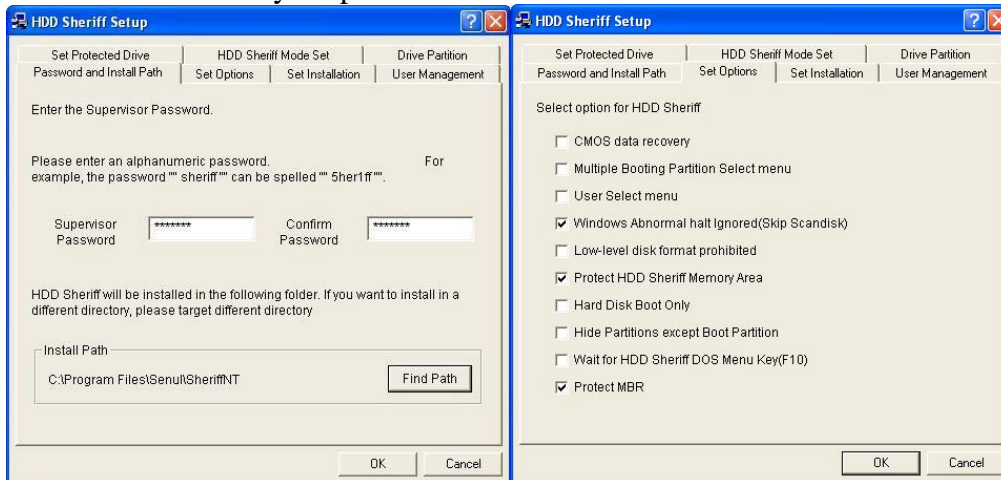 HDD Sheriff Setup
Set Protected Drive HDD Sheriff Mode Set Drive Partition
Password and Install Path Set Options Set Installation User Management
Enter the Supervisor Password.
Please enter an alphanumeric password. For
example, the password "" sheriff "" can be spelled "" 5her1ff "".
Supervisor
Password
*******
Confirm
Password
*******
HDD Sheriff will be installed in the following folder. If you want to install in a
different directory, please target different directory
Install Path
C:\Program Files\Senul\SheriffNT
Find Path
OK Cancel
HDD Sheriff Setup
Set Protected Drive HDD Sheriff Mode Set Drive Partition
Password and Install Path Set Options Set Installation User Management
Select option for HDD Sheriff
CMOS data recovery
Multiple Booting Partition Select menu
User Select menu
Windows Abnormal halt Ignored(Skip Scandisk)
Low-level disk format prohibited
Protect HDD Sheriff Memory Area
Hard Disk Boot Only
Hide Partitions except Boot Partition
Wait for HDD Sheriff DOS Menu Key(F10)
Protect MBR
OK Cancel